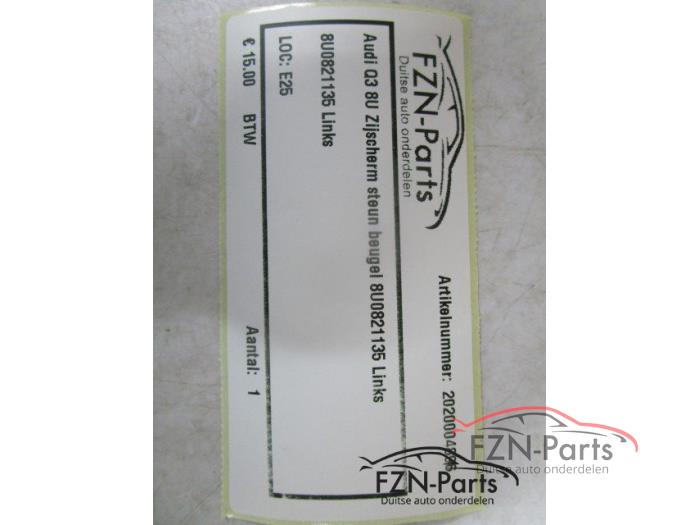 FZN-Parts
Duitse auto onderdelen
Artikelnummer:
Audi Q3 8U Zijscherm steun beugel 8U0821135 Links
8U0821135 Links
LOC: E25
€ 15.00 BTW Aantal: 1
FZN-Parts
Duitse auto onderdelen
FZN-Parts
Duitse auto onderdelen